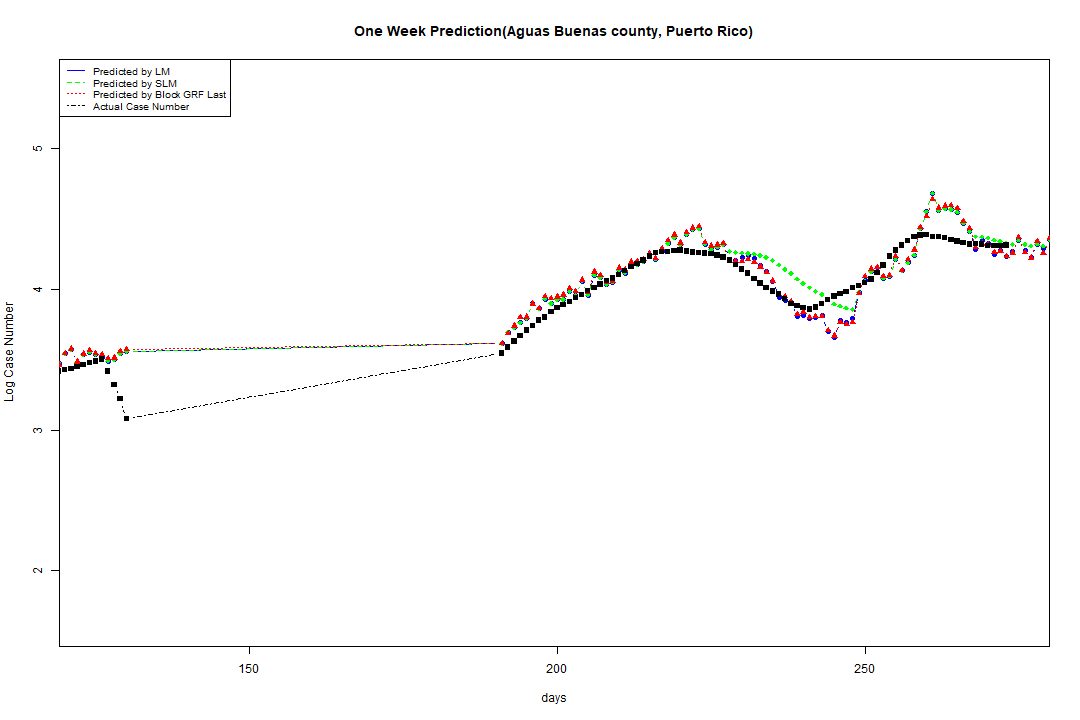 One Week Prediction(Aguas Buenas county, Puerto Rico)
Predicted by LM
Predicted by SLM
Predicted by Block GRF Last
Actual Case Number
5
4
3
2
Log Case Number
150
200
250
days